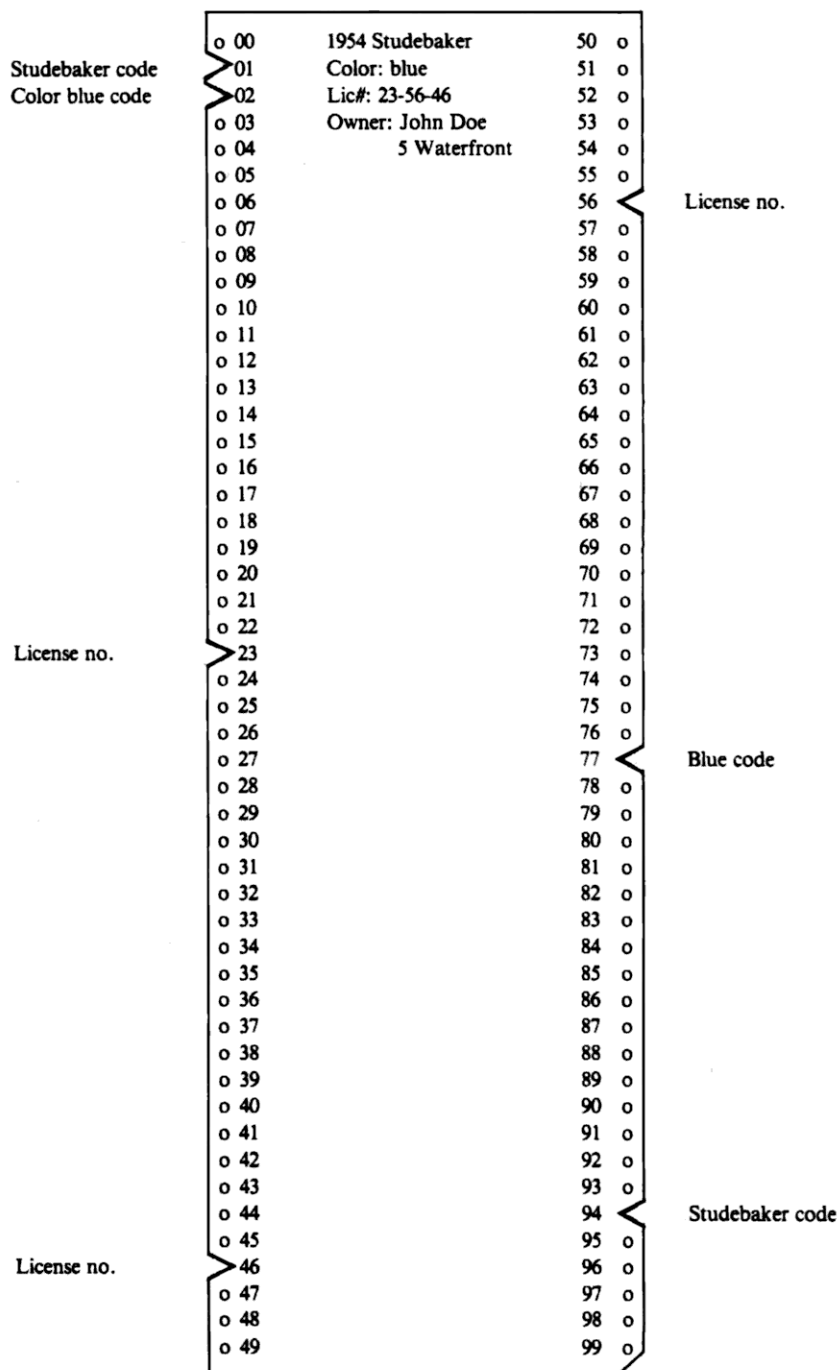 o 00 1954 Studebaker 50 o
Studebaker code 01 Color: blue 51 o
Color blue code 02 Lic#: 23-56-46 52 o
o 03 Owner: John Doe 53 o
o 04 5 Waterfront 54 o
o 05 55 o
o 06 56 License no.
o 07 57 o
o 08 58 o
o 09 59 o
o 10 60 o
o 11 61 o
o 12 62 o
o 13 63 o
o 14 64 o
o 15 65 o
o 16 66 o
o 17 67 o
o 18 68 o
o 19 69 o
o 20 70 o
o 21 71 o
o 22 72 o
License no. 23 73 o
o 24 74 o
o 25 75 o
o 26 76 o
o 27 77 Blue code
o 28 78 o
o 29 79 o
o 30 80 o
o 31 81 o
o 32 82 o
o 33 83 o
o 34 84 o
o 35 85 o
o 36 86 o
o 37 87 o
o 38 88 o
o 39 89 o
o 40 90 o
o 41 91 o
o 42 92 o
o 43 93 o
o 44 94 Studebaker code
o 45 95 o
License no. 46 96 o
o 47 97 o
o 48 98 o
o 49 99 o